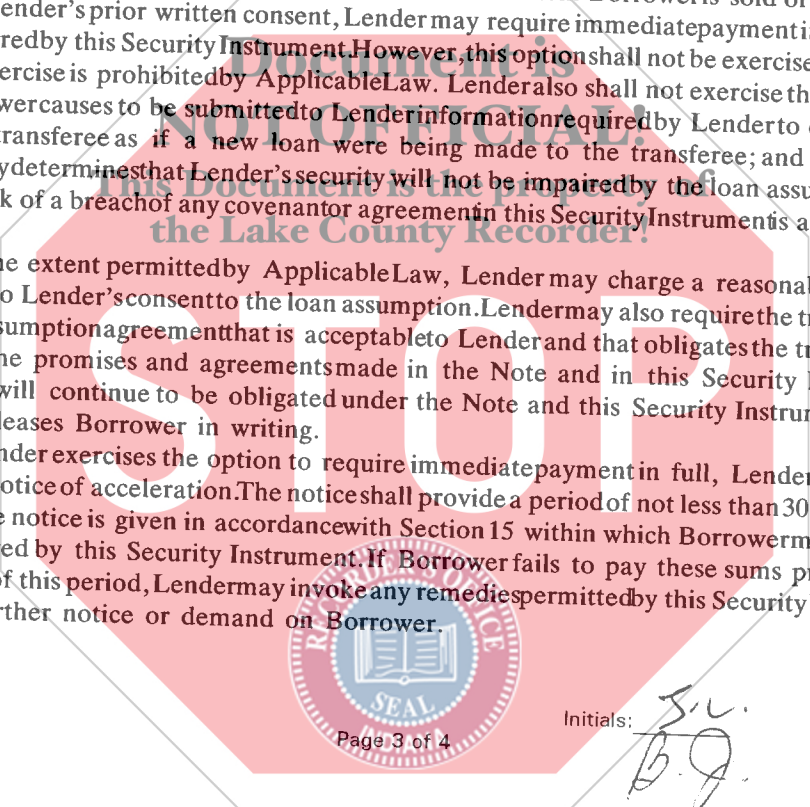 ender's prior written consent, Lender may require immediate payment i
red by this Security Instrument. However, this option shall not be exercise
ercise is prohibited by Applicable Law. Lender also shall not exercise th
wer causes to be submitted to Lender information required by Lender to
transferee as if a new loan were being made to the transferee; and
y determines that Lender's security will not be impaired by the loan assu
k of a breach of any covenant or agreement in this Security Instrument is a
Document is
NOT OFFICIAL!
This Document is the property of
the Lake County Recorder!
he extent permitted by Applicable Law, Lender may charge a reasona
o Lender's consent to the loan assumption. Lender may also require the t
sumption agreement that is acceptable to Lender and that obligates the t
he promises and agreements made in the Note and in this Security
will continue to be obligated under the Note and this Security Instru
leases Borrower in writing.
STOP
nder exercises the option to require immediate payment in full, Lender
otice of acceleration. The notice shall provide a period of not less than 30
e notice is given in accordance with Section 15 within which Borrower m
ed by this Security Instrument. If Borrower fails to pay these sums p
f this period, Lender may invoke any remedies permitted by this Security
rther notice or demand on Borrower.
RECORDER'S OFFICE
SEAL
INDIANA
Initials: J.L.
B.J.
Page 3 of 4